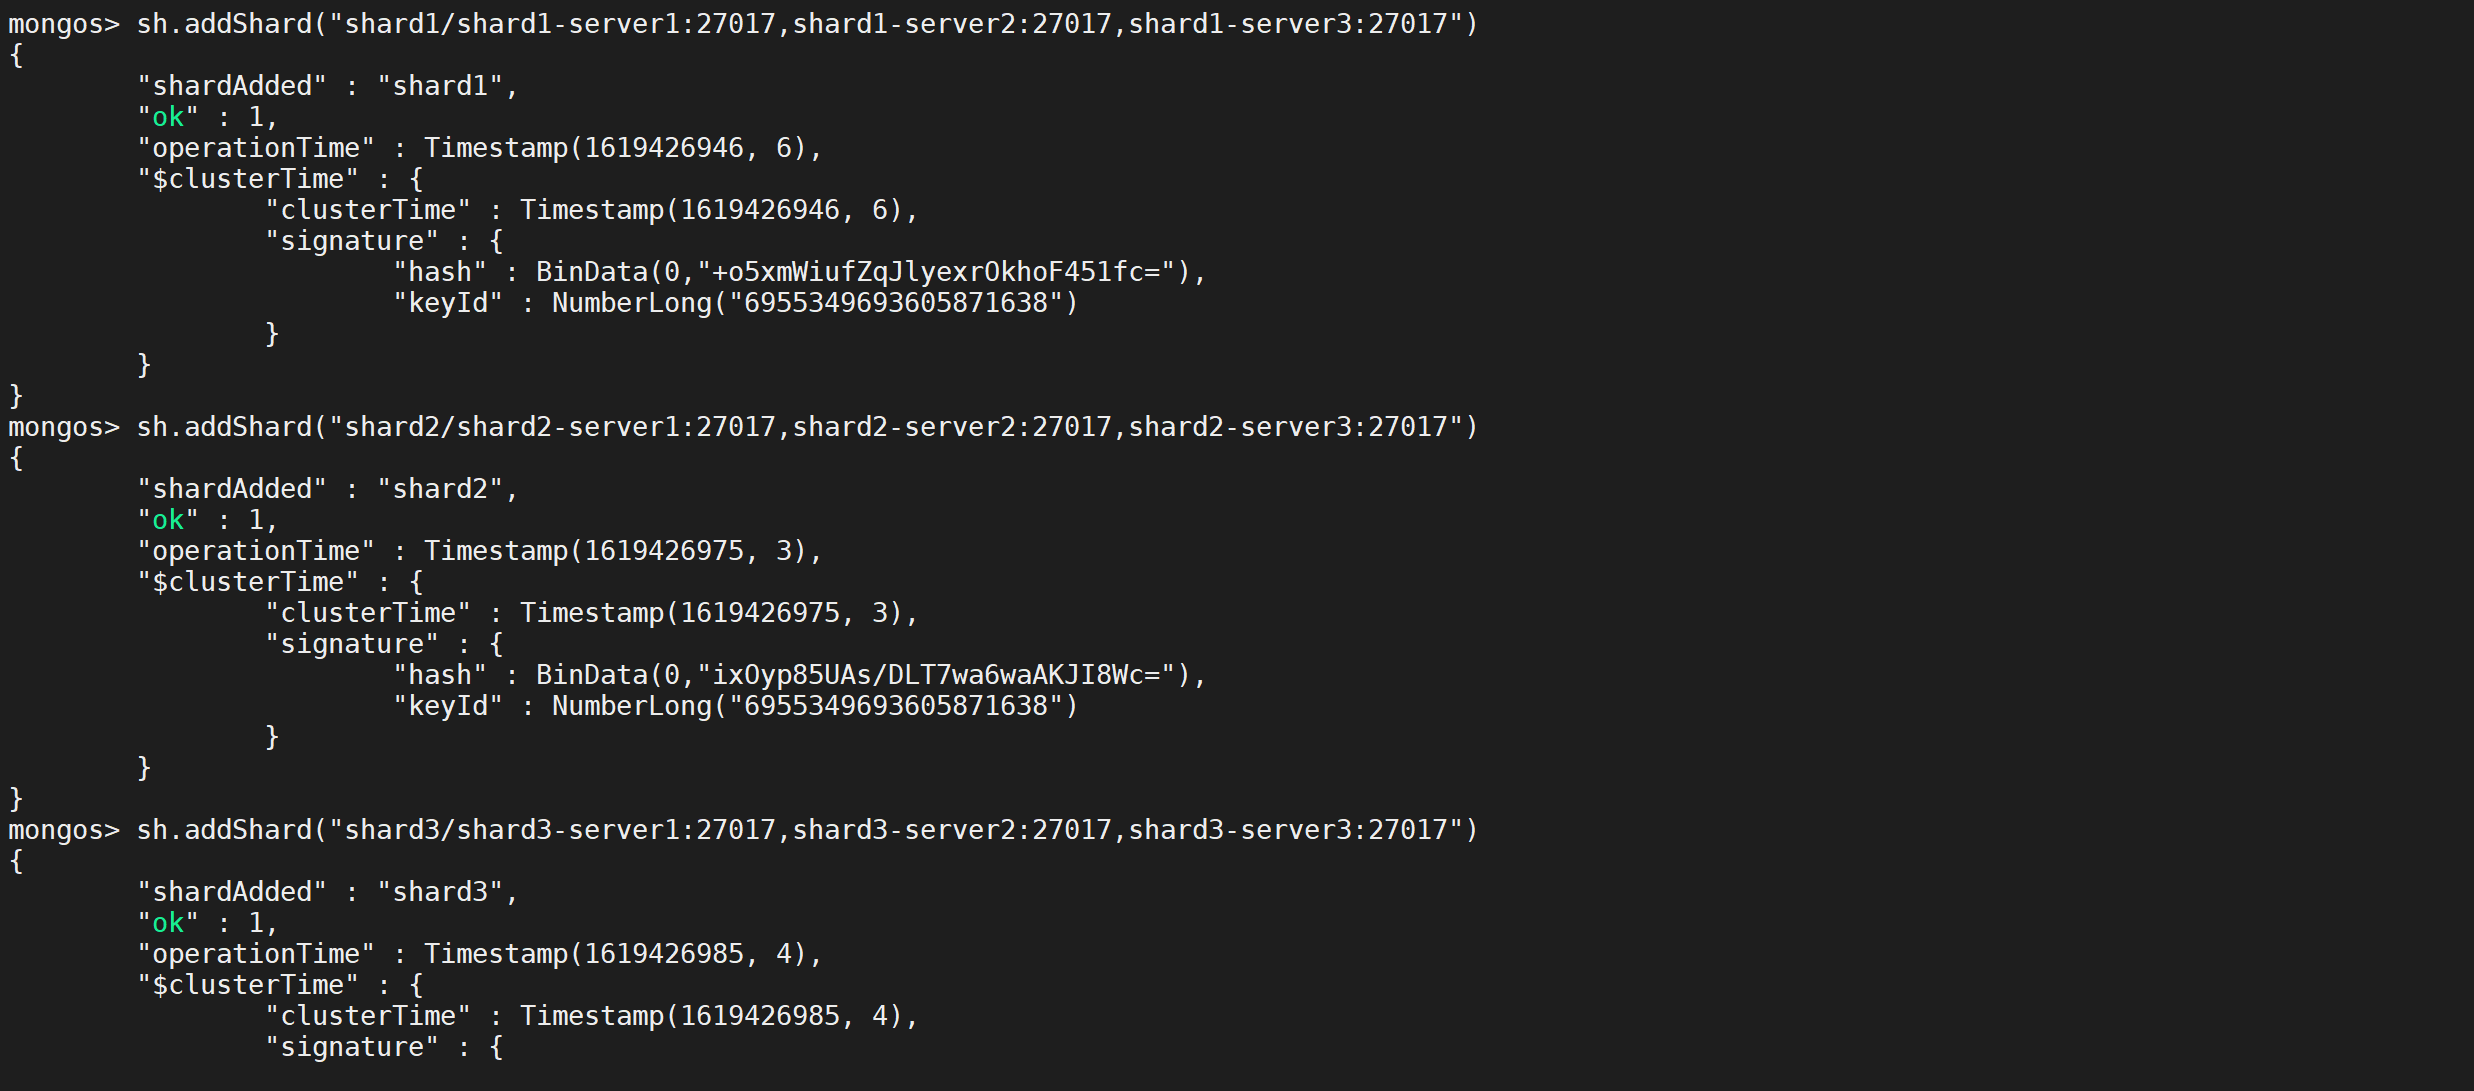 mongos> sh.addShard("shard1/shard1-server1:27017,shard1-server2:27017,shard1-server3:27017")
{
        "shardAdded" : "shard1",
        "ok" : 1,
        "operationTime" : Timestamp(1619426946, 6),
        "$clusterTime" : {
                "clusterTime" : Timestamp(1619426946, 6),
                "signature" : {
                        "hash" : BinData(0,"+o5xmWiufZqJlyexrOkhoF451fc="),
                        "keyId" : NumberLong("6955349693605871638")
                }
        }
}
mongos> sh.addShard("shard2/shard2-server1:27017,shard2-server2:27017,shard2-server3:27017")
{
        "shardAdded" : "shard2",
        "ok" : 1,
        "operationTime" : Timestamp(1619426975, 3),
        "$clusterTime" : {
                "clusterTime" : Timestamp(1619426975, 3),
                "signature" : {
                        "hash" : BinData(0,"ixOyp85UAs/DLT7wa6waAKJI8Wc="),
                        "keyId" : NumberLong("6955349693605871638")
                }
        }
}
mongos> sh.addShard("shard3/shard3-server1:27017,shard3-server2:27017,shard3-server3:27017")
{
        "shardAdded" : "shard3",
        "ok" : 1,
        "operationTime" : Timestamp(1619426985, 4),
        "$clusterTime" : {
                "clusterTime" : Timestamp(1619426985, 4),
                "signature" : {